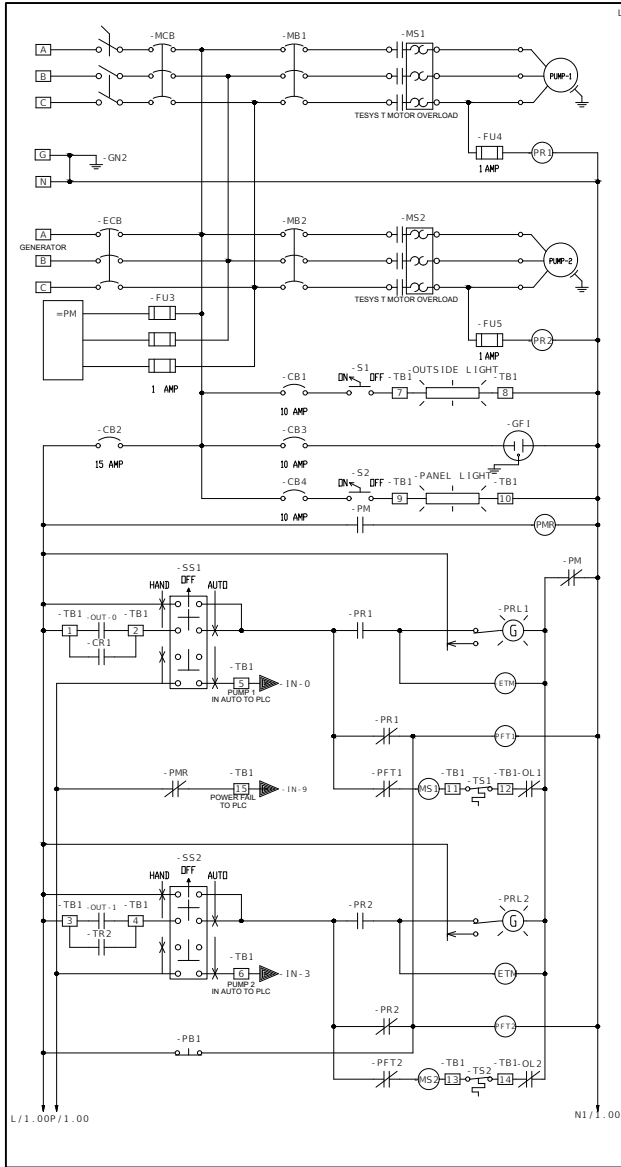 L
-MCB -MB1 -MS1
A
B PUMP-1
C
TESYS T MOTOR OVERLOAD
-FU4
G -GN2 PR1
1 AMP
N
-ECB -MB2 -MS2
A
GENERATOR
B PUMP-2
C
TESYS T MOTOR OVERLOAD
=PM -FU3
-FU5
PR2
1 AMP
1 AMP
-S1
-CB1 ON OFF -TB1 -OUTSIDE LIGHT -TB1
7 8
10 AMP
-GFI
-CB2 -CB3
15 AMP 10 AMP
-S2
-CB4 ON OFF -TB1 -PANEL LIGHT -TB1
9 10
10 AMP
-PM PMR
-PM
-SS1
HAND OFF AUTO
-TB1 -OUT-0 -TB1 -PR1 -PRL1
1 2 G
-CR1
-TB1 ETM
5 -IN-0
PUMP 1
IN AUTO TO PLC
-PR1 PFT1
-PMR -TB1 -PFT1 -TB1 -TS1 -TB1 -OL1
15 -IN-9 MS1 11 12
POWER FAIL
TO PLC
-SS2
HAND OFF AUTO
-TB1 -OUT-1 -TB1 -PR2 -PRL2
3 4 G
-TR2
-TB1 ETM
6 -IN-3
PUMP 2
IN AUTO TO PLC
-PR2 PFT2
-PB1
-PFT2 -TB1 -TS2 -TB1 -OL2
MS2 13 14
L/1.00 P/1.00 N1/1.00